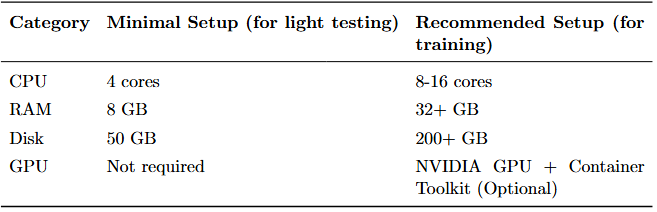 Category Minimal Setup (for light testing) Recommended Setup (for
training)
CPU 4 cores 8-16 cores
RAM 8 GB 32+ GB
Disk 50 GB 200+ GB
GPU Not required NVIDIA GPU + Container
Toolkit (Optional)